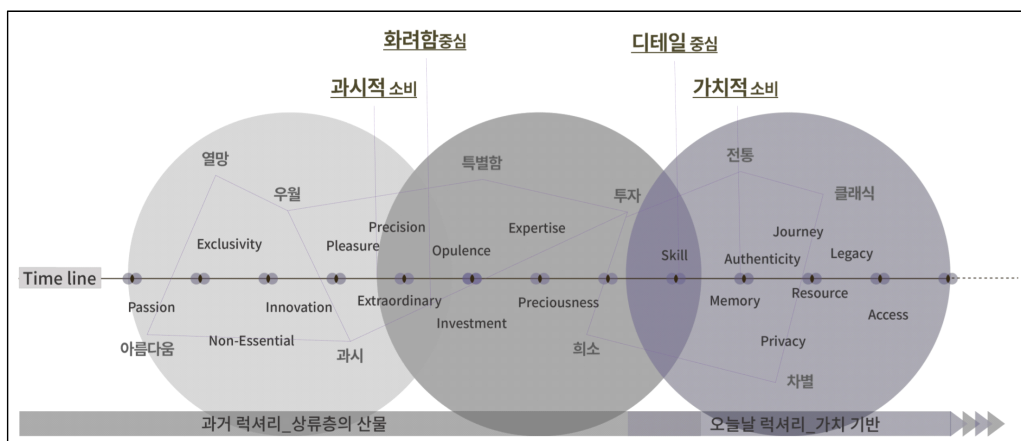 화려함중심
디테일 중심
과시적 소비
가치적 소비
열망
특별함
전통
우월
투자
클래식
Precision
Expertise
Journey
Exclusivity
Pleasure
Opulence
Skill
Authenticity
Legacy
Time line
Passion
Innovation
Extraordinary
Preciousness
Memory
Resource
Non-Essential
Investment
Access
아름다움
과시
희소
Privacy
차별
과거 럭셔리_상류층의 산물
오늘날 럭셔리_가치 기반